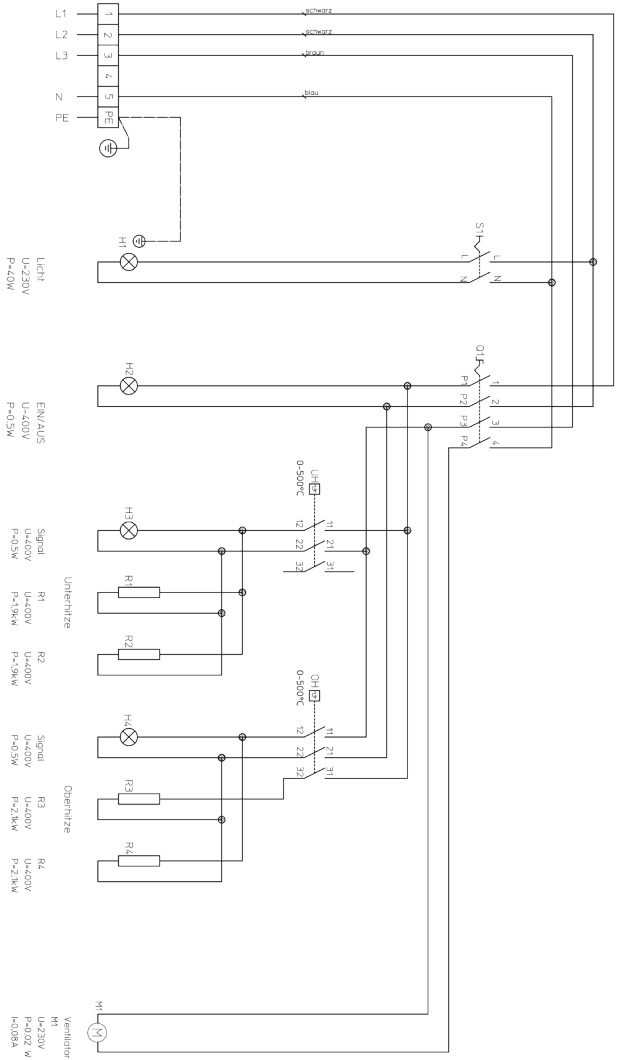 L1
L2
L3
N
PE
1
2
3
4
5
PE
schwarz
schwarz
braun
blau
S1
L
N
L
N
H1
Licht
U=230V
P=40W
Q1
1
2
3
4
P1
P2
P3
P4
H2
EIN/AUS
U=400V
P=0.5W
UH
0-500°C
11
12
21
22
31
32
H3
R1
R2
Unterhitze
Signal
U=400V
P=0.5W
R1
U=400V
P=1,9kW
R2
U=400V
P=1,9kW
OH
0-500°C
11
12
21
22
31
32
H4
R3
R4
Oberhitze
Signal
U=400V
P=0.5W
R3
U=400V
P=2,1kW
R4
U=400V
P=2,1kW
M1
M
Ventilator
M1
U=230V
P=0.02 W
I=0.08A